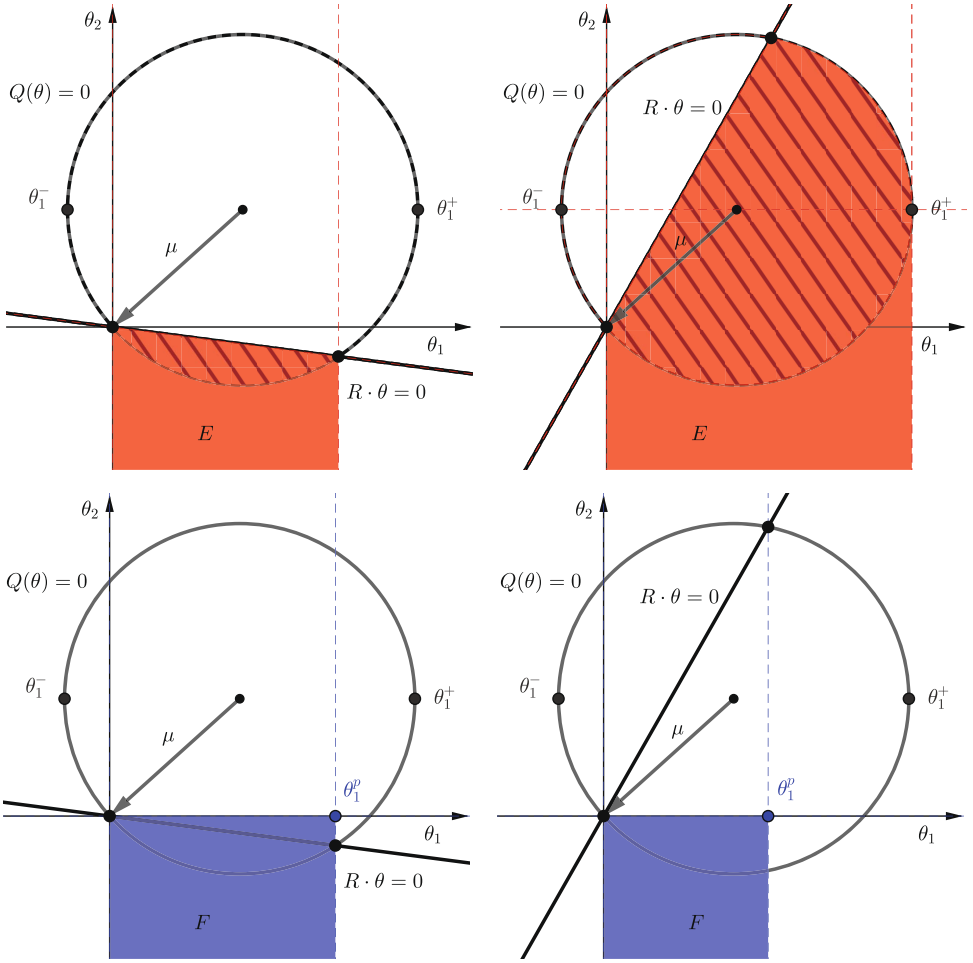 θ₂ θ₂
Q(θ) = 0 Q(θ) = 0 R · θ = 0
θ₁⁻ θ₁⁺ θ₁⁻ θ₁⁺
μ μ
θ₁ θ₁
R · θ = 0
E E
θ₂ θ₂
Q(θ) = 0 Q(θ) = 0 R · θ = 0
θ₁⁻ θ₁⁺ θ₁⁻ θ₁⁺
μ μ
θ₁ᵖ θ₁ᵖ
θ₁ θ₁
R · θ = 0
F F